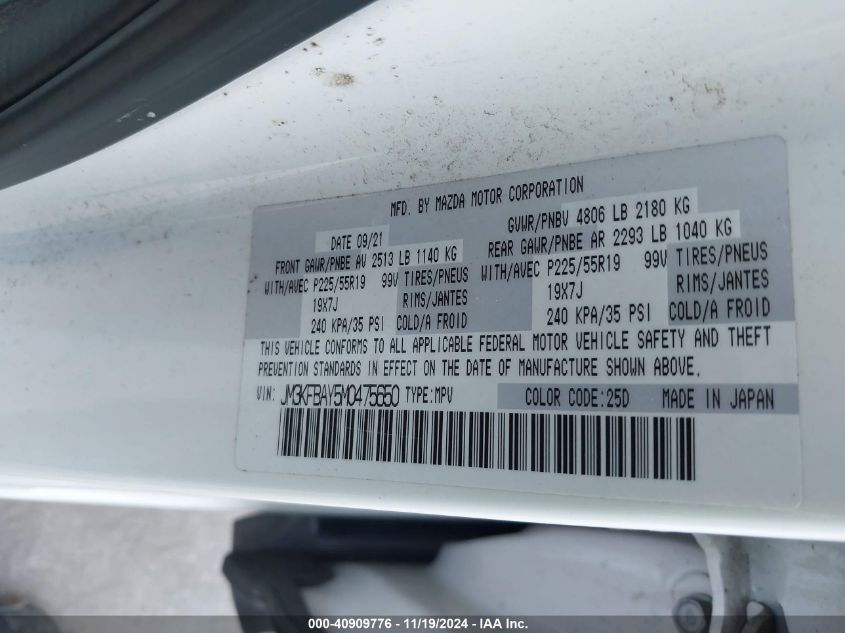 MFD. BY MAZDA MOTOR CORPORATION
DATE 09/21 GVWR/PNBV 4806 LB 2180 KG
FRONT GAWR/PNBE AV 2513 LB 1140 KG REAR GAWR/PNBE AR 2293 LB 1040 KG
WITH/AVEC P225/55R19 99V TIRES/PNEUS WITH/AVEC P225/55R19 99V TIRES/PNEUS
19X7J RIMS/JANTES 19X7J RIMS/JANTES
240 KPA/35 PSI COLD/A FROID 240 KPA/35 PSI COLD/A FROID
THIS VEHICLE CONFORMS TO ALL APPLICABLE FEDERAL MOTOR VEHICLE SAFETY AND THEFT
PREVENTION STANDARDS IN EFFECT ON THE DATE OF MANUFACTURE SHOWN ABOVE.
VIN: JM3KFBAY5M0475650 TYPE:MPV COLOR CODE:25D MADE IN JAPAN
000-40909776 - 11/19/2024 - IAA Inc.